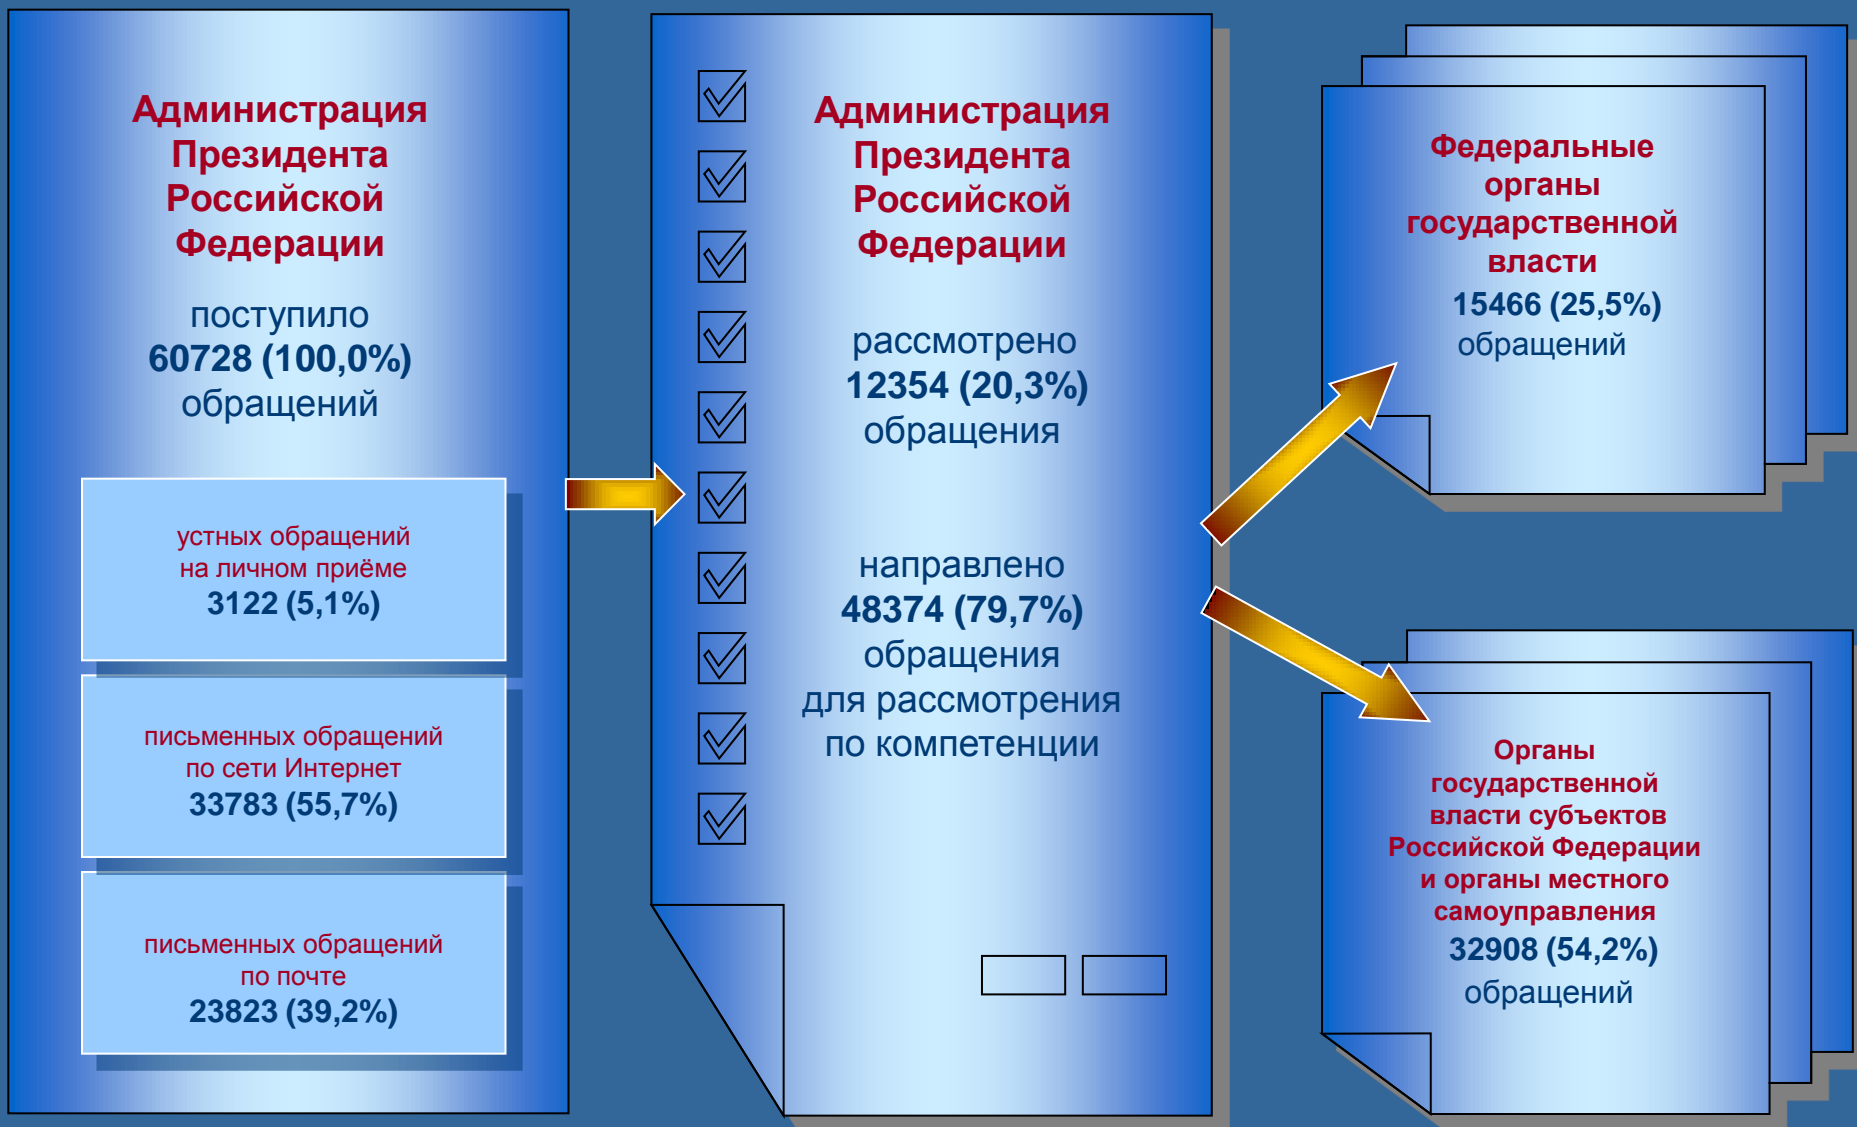 Администрация
Президента
Российской
Федерации
поступило
60728 (100,0%)
обращений
устных обращений
на личном приёме
3122 (5,1%)
письменных обращений
по сети Интернет
33783 (55,7%)
письменных обращений
по почте
23823 (39,2%)
Администрация
Президента
Российской
Федерации
рассмотрено
12354 (20,3%)
обращения
направлено
48374 (79,7%)
обращения
для рассмотрения
по компетенции
Федеральные
органы
государственной
власти
15466 (25,5%)
обращений
Органы
государственной
власти субъектов
Российской Федерации
и органы местного
самоуправления
32908 (54,2%)
обращений